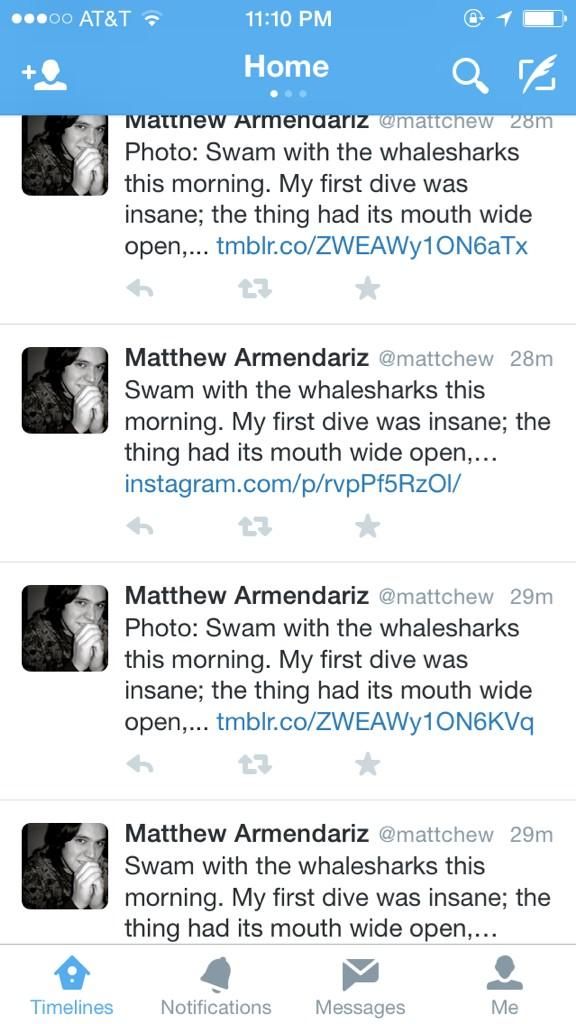 AT&T 11:10 PM
Home
Matthew Armendariz @mattchew 28m
Photo: Swam with the whalesharks
this morning. My first dive was
insane; the thing had its mouth wide
open,... tmblr.co/ZWEAWy1ON6aTx
Matthew Armendariz @mattchew 28m
Swam with the whalesharks this
morning. My first dive was insane; the
thing had its mouth wide open,...
instagram.com/p/rvpPf5RzOl/
Matthew Armendariz @mattchew 29m
Photo: Swam with the whalesharks
this morning. My first dive was
insane; the thing had its mouth wide
open,... tmblr.co/ZWEAWy1ON6KVq
Matthew Armendariz @mattchew 29m
Swam with the whalesharks this
morning. My first dive was insane; the
thing had its mouth wide open,...
Timelines Notifications Messages Me